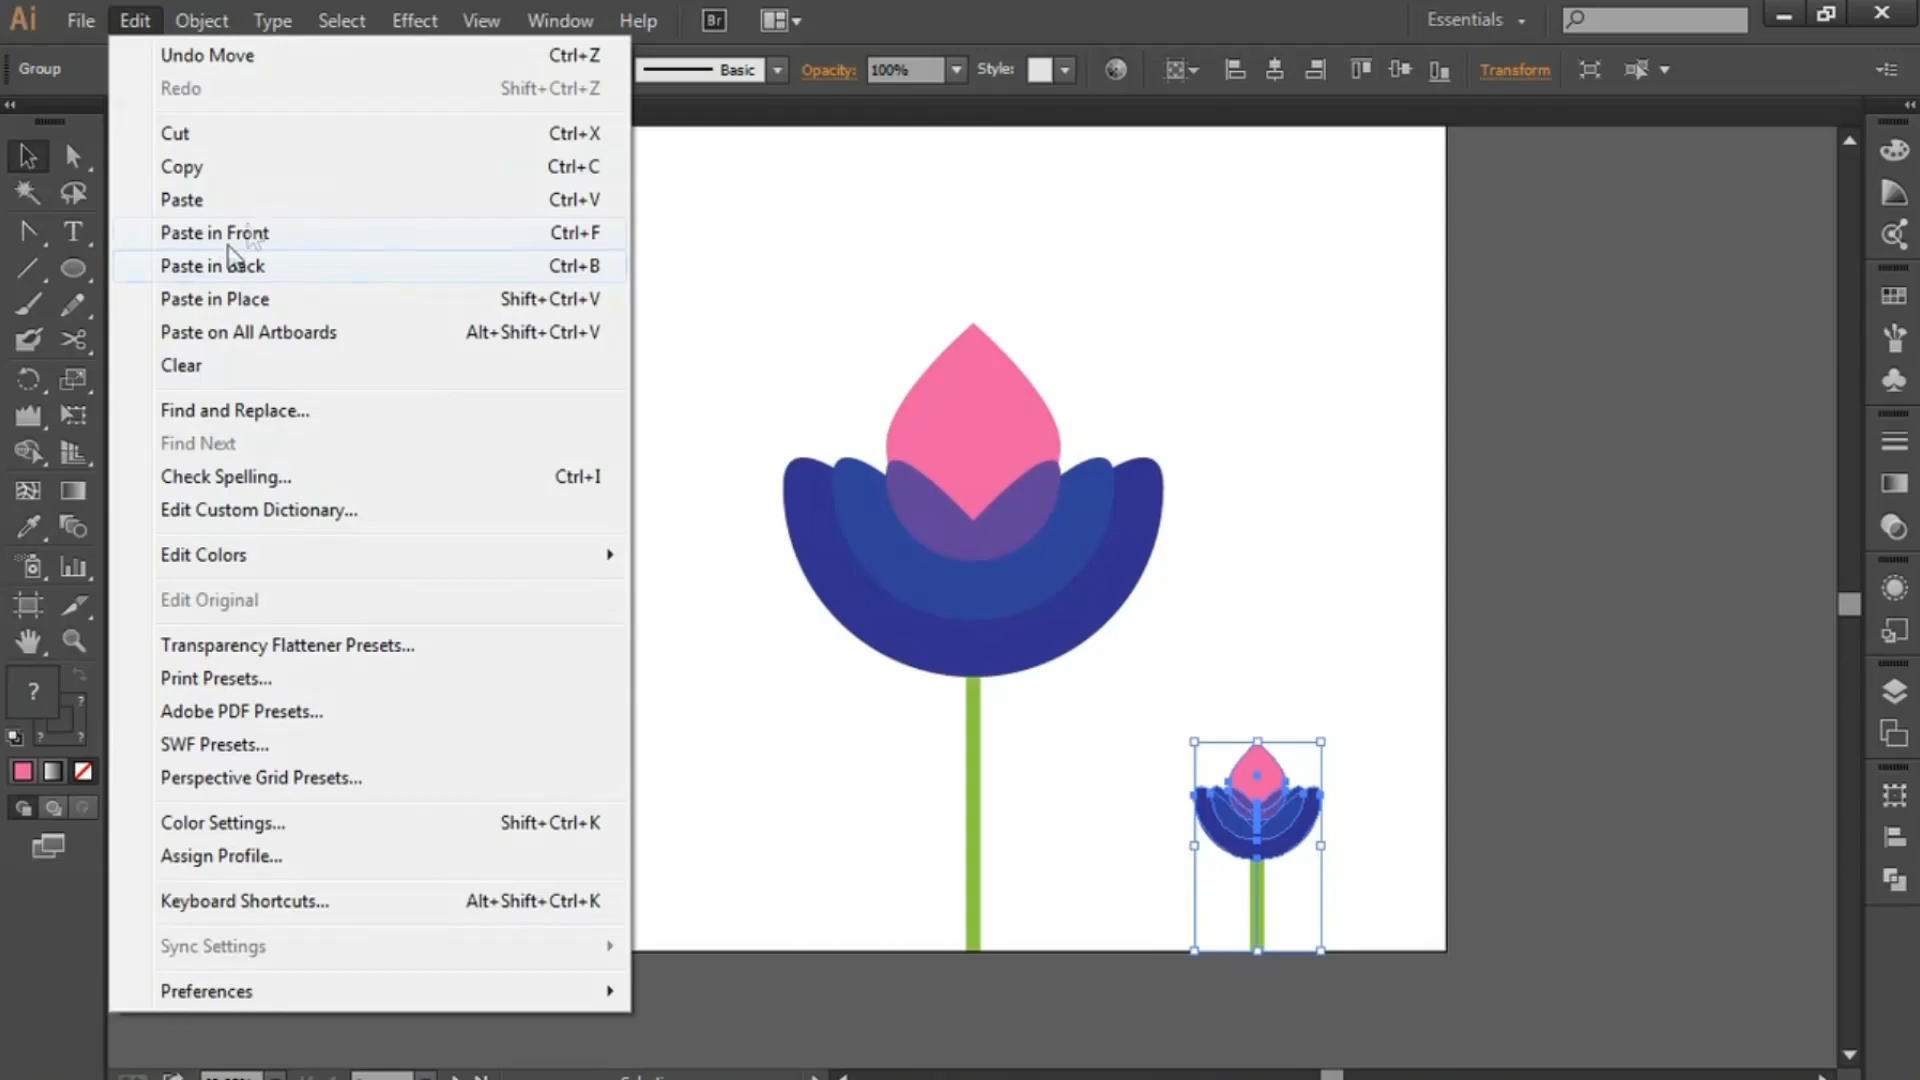 Ai File Edit Object Type Select Effect View Window Help Br Essentials
Group Basic Opacity: 100% Style: Transform
Undo Move Ctrl+Z
Redo Shift+Ctrl+Z
Cut Ctrl+X
Copy Ctrl+C
Paste Ctrl+V
Paste in Front Ctrl+F
Paste in Back Ctrl+B
Paste in Place Shift+Ctrl+V
Paste on All Artboards Alt+Shift+Ctrl+V
Clear
Find and Replace...
Find Next
Check Spelling... Ctrl+I
Edit Custom Dictionary...
Edit Colors
Edit Original
Transparency Flattener Presets...
Print Presets...
Adobe PDF Presets...
SWF Presets...
Perspective Grid Presets...
Color Settings... Shift+Ctrl+K
Assign Profile...
Keyboard Shortcuts... Alt+Shift+Ctrl+K
Sync Settings
Preferences